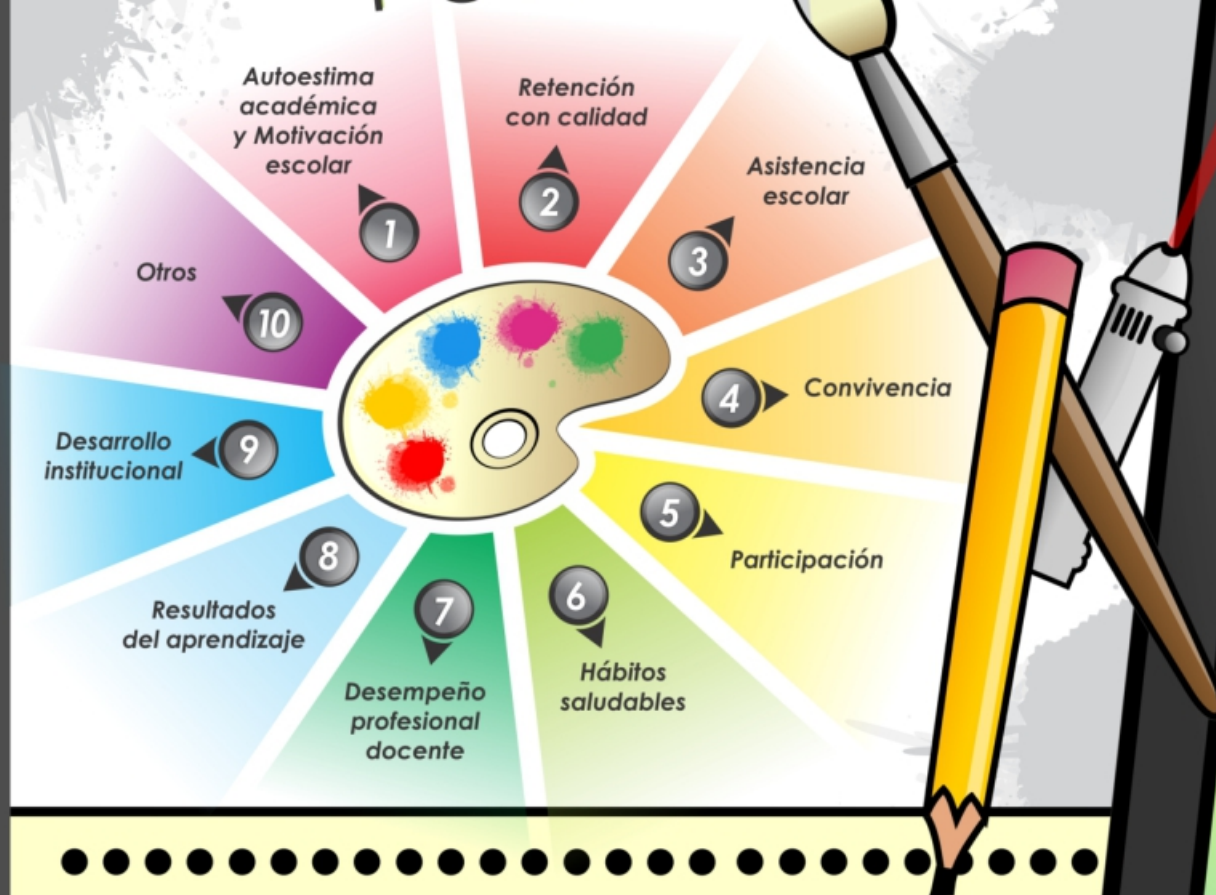 Autoestima
académica
y Motivación
escolar
1
Retención
con calidad
2
Asistencia
escolar
3
4
Convivencia
5
Participación
6
Hábitos
saludables
7
Desempeño
profesional
docente
8
Resultados
del aprendizaje
9
Desarrollo
institucional
10
Otros